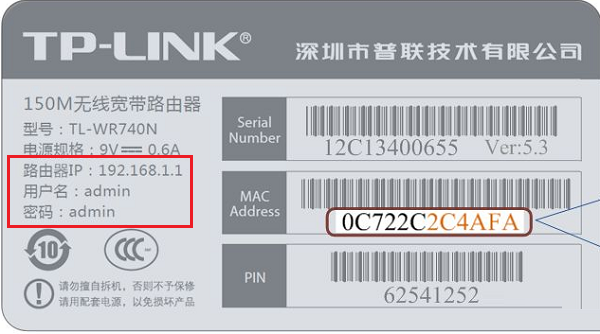 TP-LINK®
深圳市普联技术有限公司
150M无线宽带路由器
型号：TL-WR740N
电源规格：9V⎓0.6A
路由器IP：192.168.1.1
用户名：admin
密码：admin
10
CCC
请勿擅自拆机，否则不予保修
请用配套电源，以免损坏产品
Serial
Number
12C13400655 Ver:5.3
MAC
Address
0C722C2C4AFA
PIN
62541252